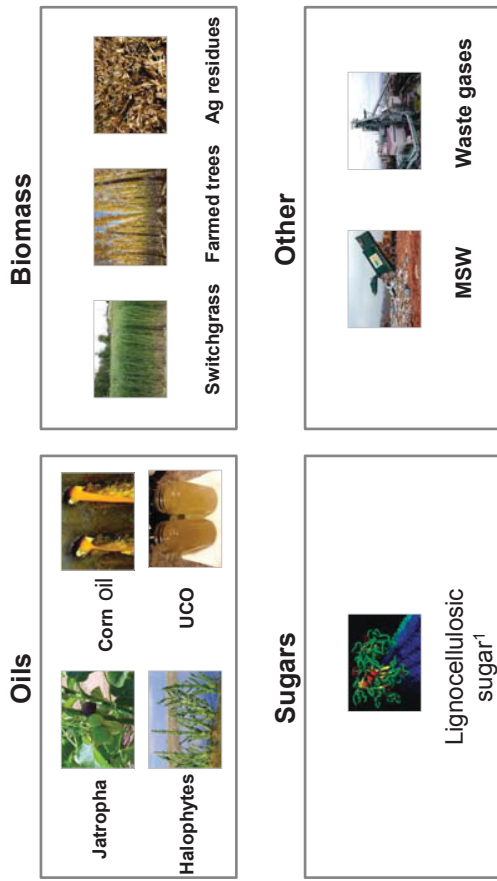 Oils
Jatropha
Corn oil
Halophytes
UCO
Biomass
Switchgrass
Farmed trees
Ag residues
Sugars
Lignocellulosic
sugar¹
Other
MSW
Waste gases